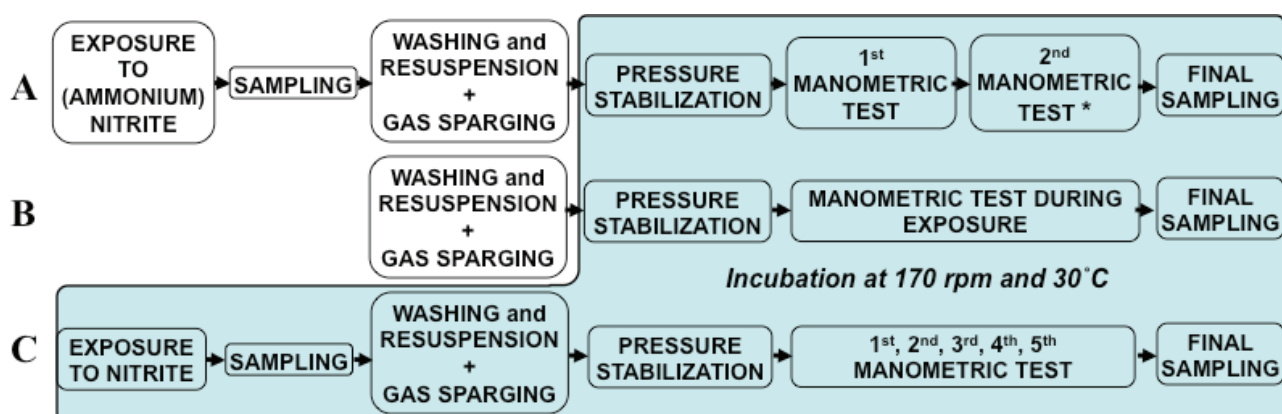 A
EXPOSURE
TO
(AMMONIUM)
NITRITE
SAMPLING
WASHING and
RESUSPENSION
+
GAS SPARGING
PRESSURE
STABILIZATION
1st
MANOMETRIC
TEST
2nd
MANOMETRIC
TEST *
FINAL
SAMPLING
B
WASHING and
RESUSPENSION
+
GAS SPARGING
PRESSURE
STABILIZATION
MANOMETRIC TEST DURING
EXPOSURE
FINAL
SAMPLING
Incubation at 170 rpm and 30°C
C
EXPOSURE
TO NITRITE
SAMPLING
WASHING and
RESUSPENSION
+
GAS SPARGING
PRESSURE
STABILIZATION
1st, 2nd, 3rd, 4th, 5th
MANOMETRIC TEST
FINAL
SAMPLING